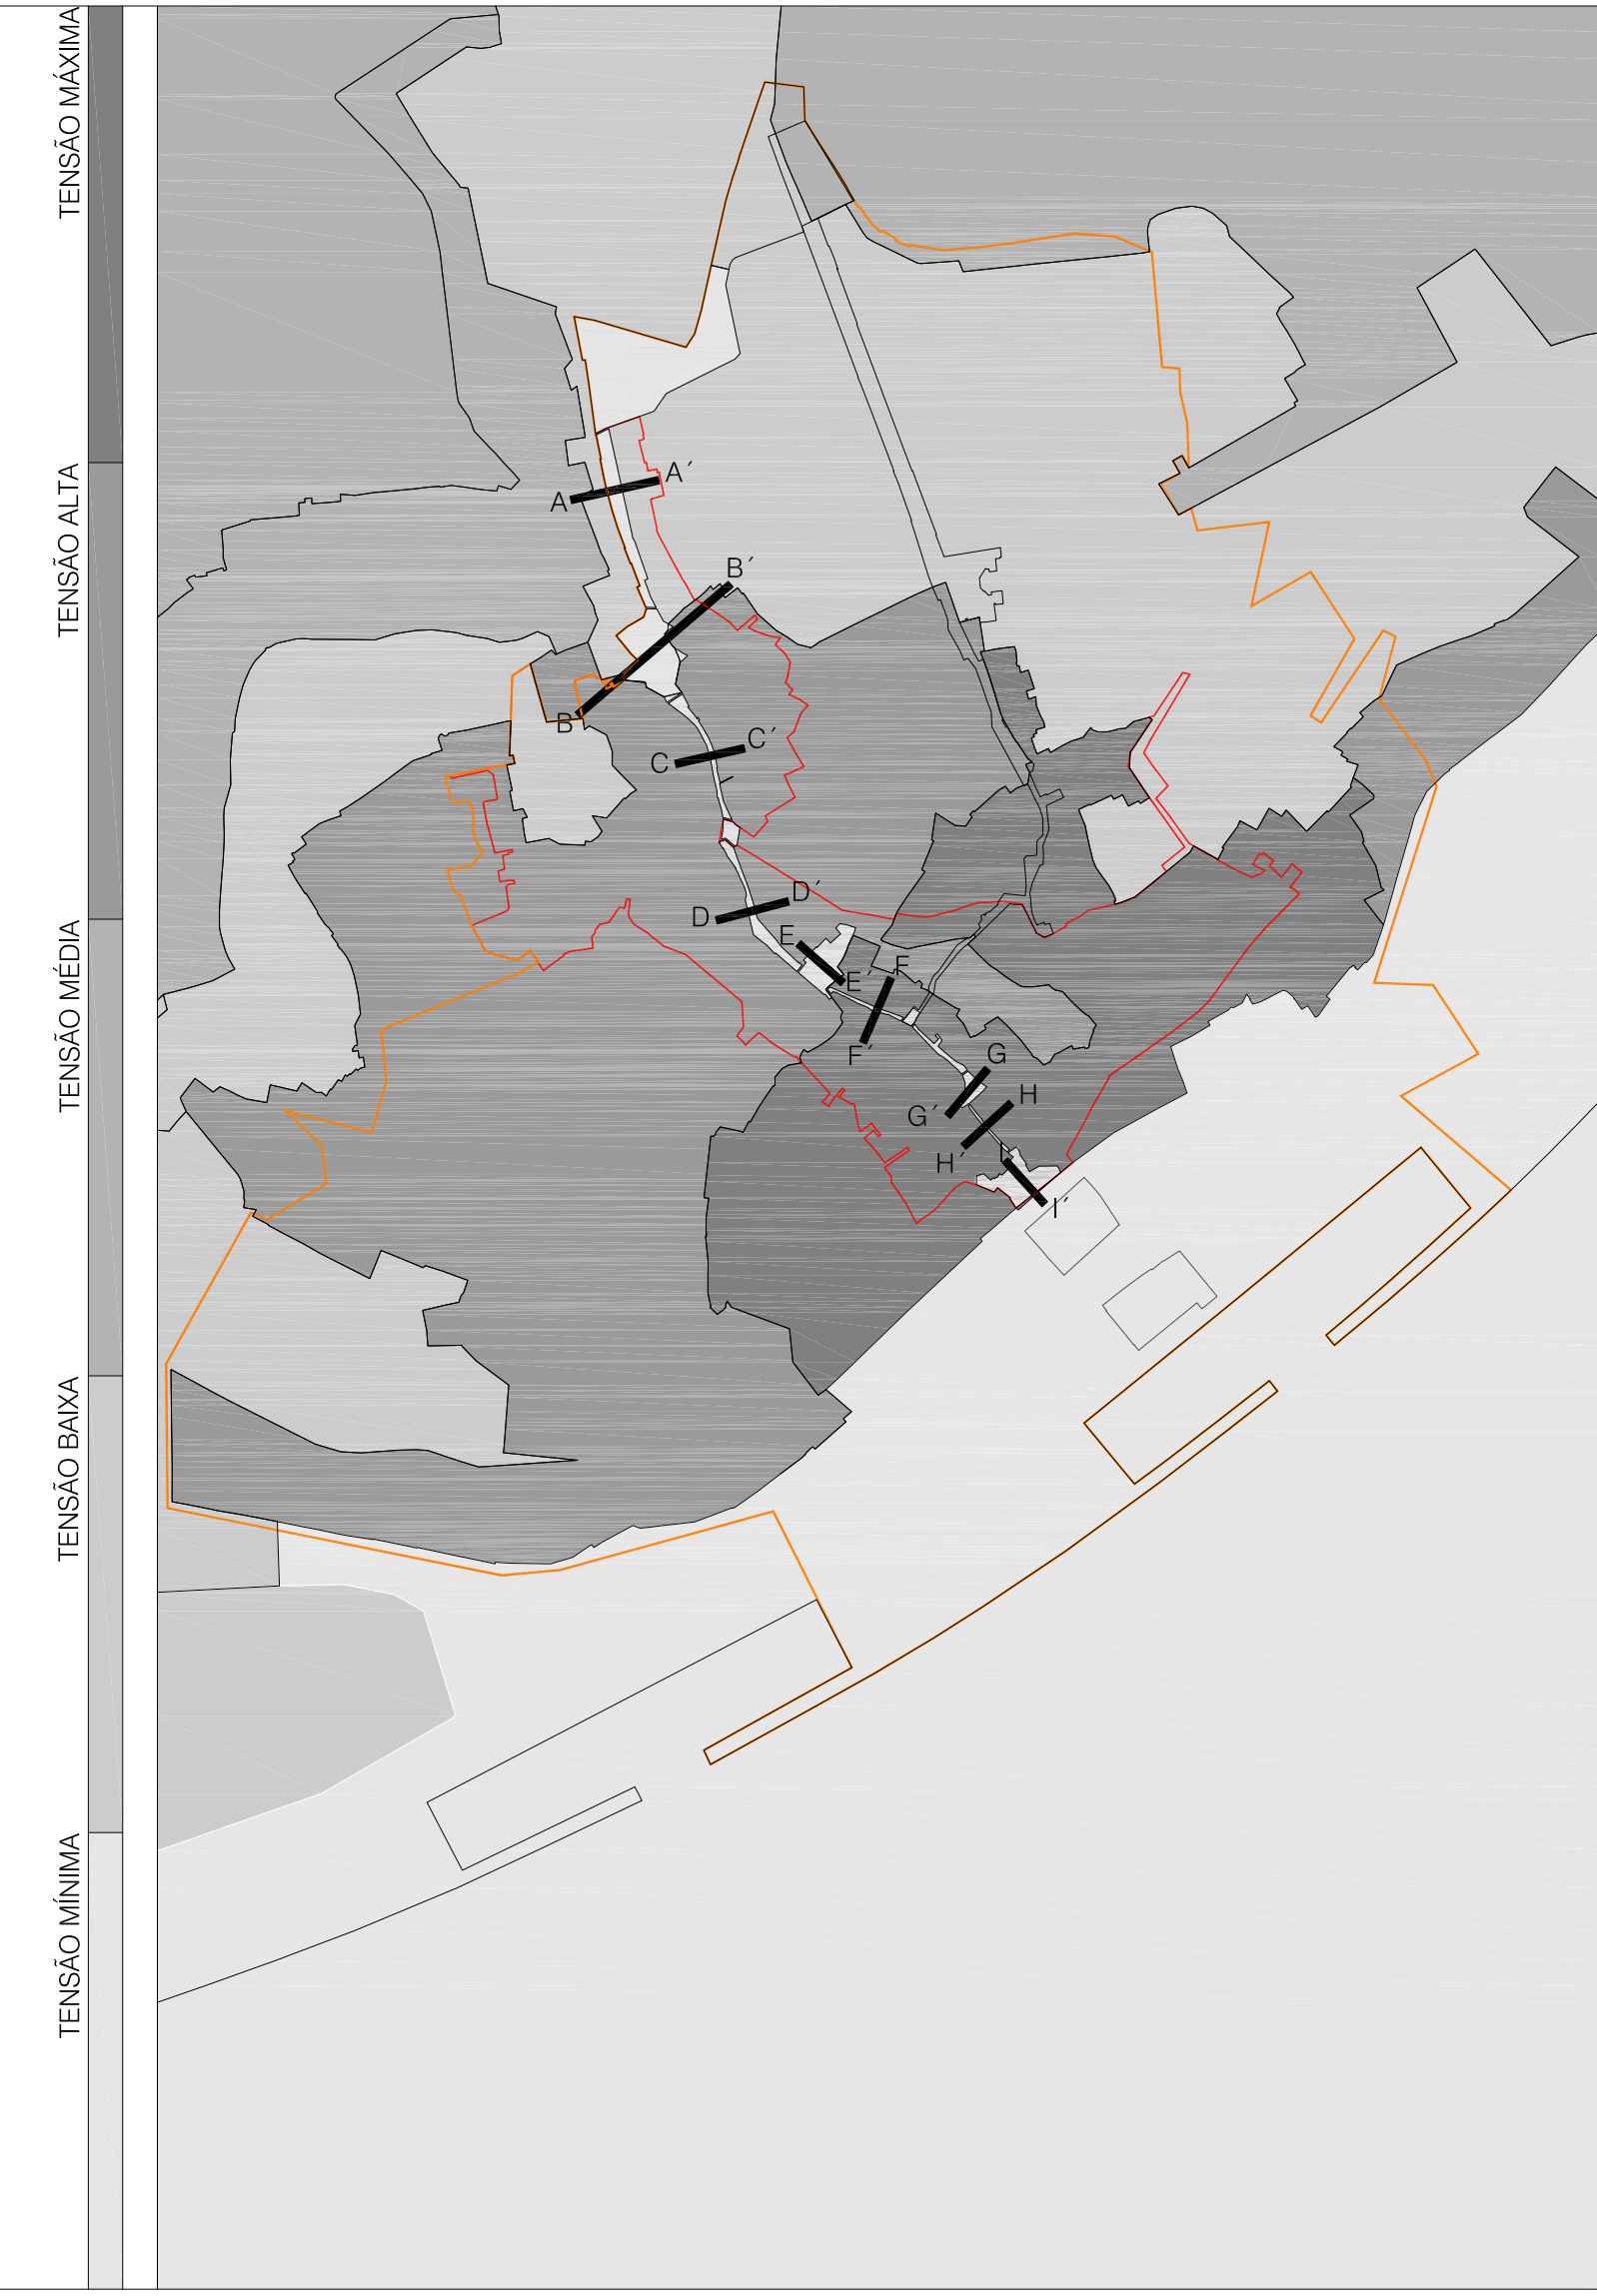 TENSÃO MÁXIMA
TENSÃO ALTA
TENSÃO MÉDIA
TENSÃO BAIXA
TENSÃO MÍNIMA
A A´
B´
B
C C´
D D´
E
E´
F
F´
G
G´
H
H´
I
I´